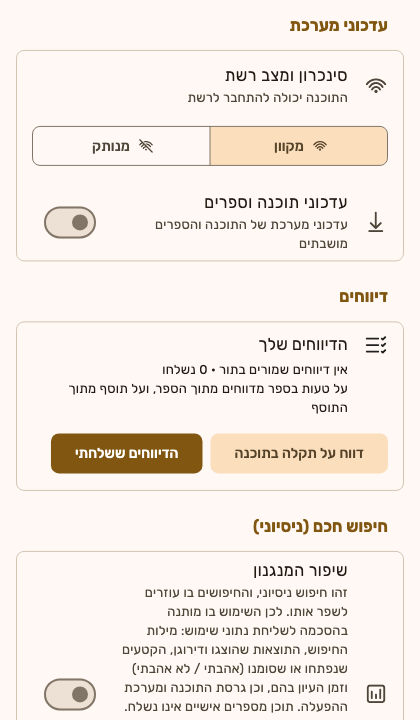 עדכוני מערכת
סינכרון ומצב רשת
התוכנה יכולה להתחבר לרשת
מקוון
מנותק
עדכוני תוכנה וספרים
עדכוני מערכת של התוכנה והספרים
מושבתים
דיווחים
הדיווחים שלך
אין דיווחים שמורים בתור • 0 נשלחו
על טעות בספר מדווחים מתוך הספר, ועל תוסף מתוך
התוסף
דווח על תקלה בתוכנה
הדיווחים ששלחתי
חיפוש חכם (ניסיוני)
שיפור המנגנון
זהו חיפוש ניסיוני, והחיפושים בו עוזרים
לשפר אותו. לכן השימוש בו מותנה
בהסכמה לשליחת נתוני שימוש: מילות
החיפוש, התוצאות שהוצגו ודירוגן, הקטעים
שנפתחו או שסומנו (אהבתי / לא אהבתי)
וזמן העיון בהם, וכן גרסת התוכנה ומערכת
ההפעלה. תוכן מספרים אישיים אינו נשלח.